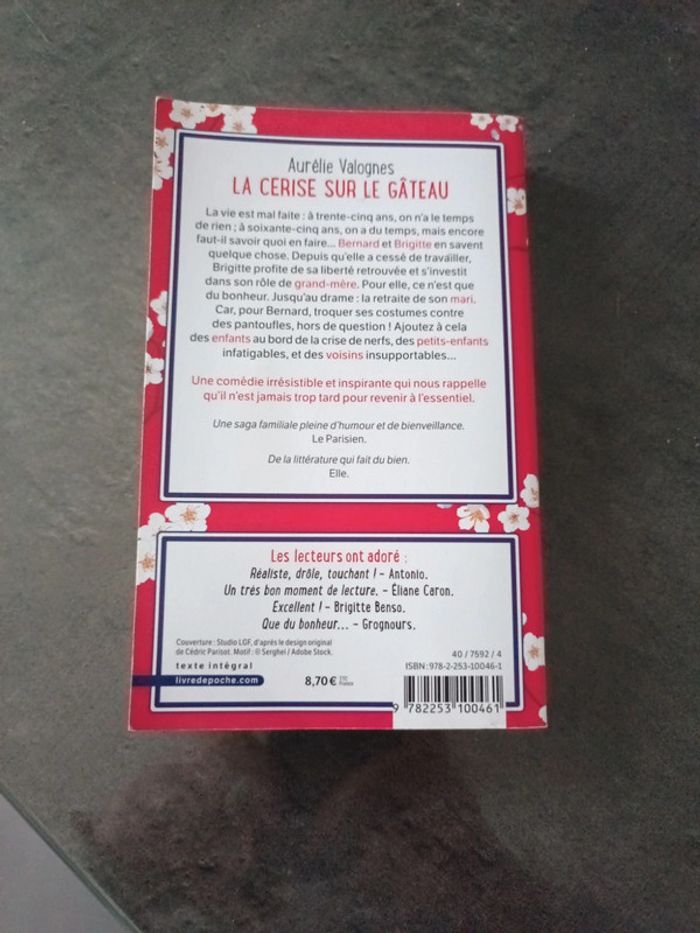 Aurélie Valognes
LA CERISE SUR LE GÂTEAU
La vie est mal faite : à trente-cinq ans, on n'a le temps
de rien ; à soixante-cinq ans, on a du temps, mais encore
faut-il savoir quoi en faire... Bernard et Brigitte en savent
quelque chose. Depuis qu'elle a cessé de travailler,
Brigitte profite de sa liberté retrouvée et s'investit
dans son rôle de grand-mère. Pour elle, ce n'est que
du bonheur. Jusqu'au drame : la retraite de son mari.
Car, pour Bernard, troquer ses costumes contre
des pantoufles, hors de question ! Ajoutez à cela
des enfants au bord de la crise de nerfs, des petits-enfants
infatigables, et des voisins insupportables...
Une comédie irrésistible et inspirante qui nous rappelle
qu'il n'est jamais trop tard pour revenir à l'essentiel.
Une saga familiale pleine d'humour et de bienveillance.
Le Parisien.
De la littérature qui fait du bien.
Elle.
Les lecteurs ont adoré :
Réaliste, drôle, touchant ! – Antonio.
Un très bon moment de lecture. – Éliane Caron.
Excellent ! – Brigitte Benso.
Que du bonheur... – Grognours.
Couverture : Studio LGF, d'après le design original
de Cédric Parisot. Motif : © Serghei / Adobe Stock.
texte intégral
livredepoche.com
8,70 € TTC
France
40 / 7592 / 4
ISBN : 978-2-253-10046-1
9 782253 100461